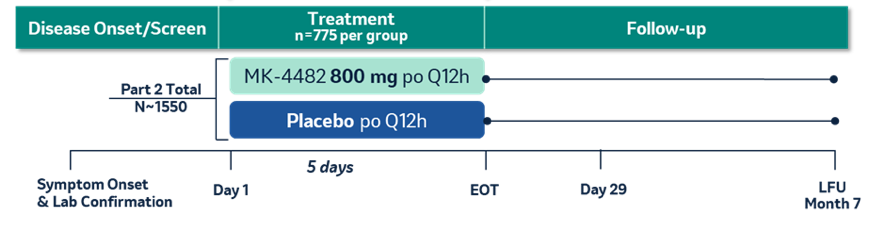 Disease Onset/Screen
Treatment
n=775 per group
Follow-up
Part 2 Total
N~1550
MK-4482 800 mg po Q12h
Placebo po Q12h
5 days
Symptom Onset
& Lab Confirmation
Day 1
EOT
Day 29
LFU
Month 7